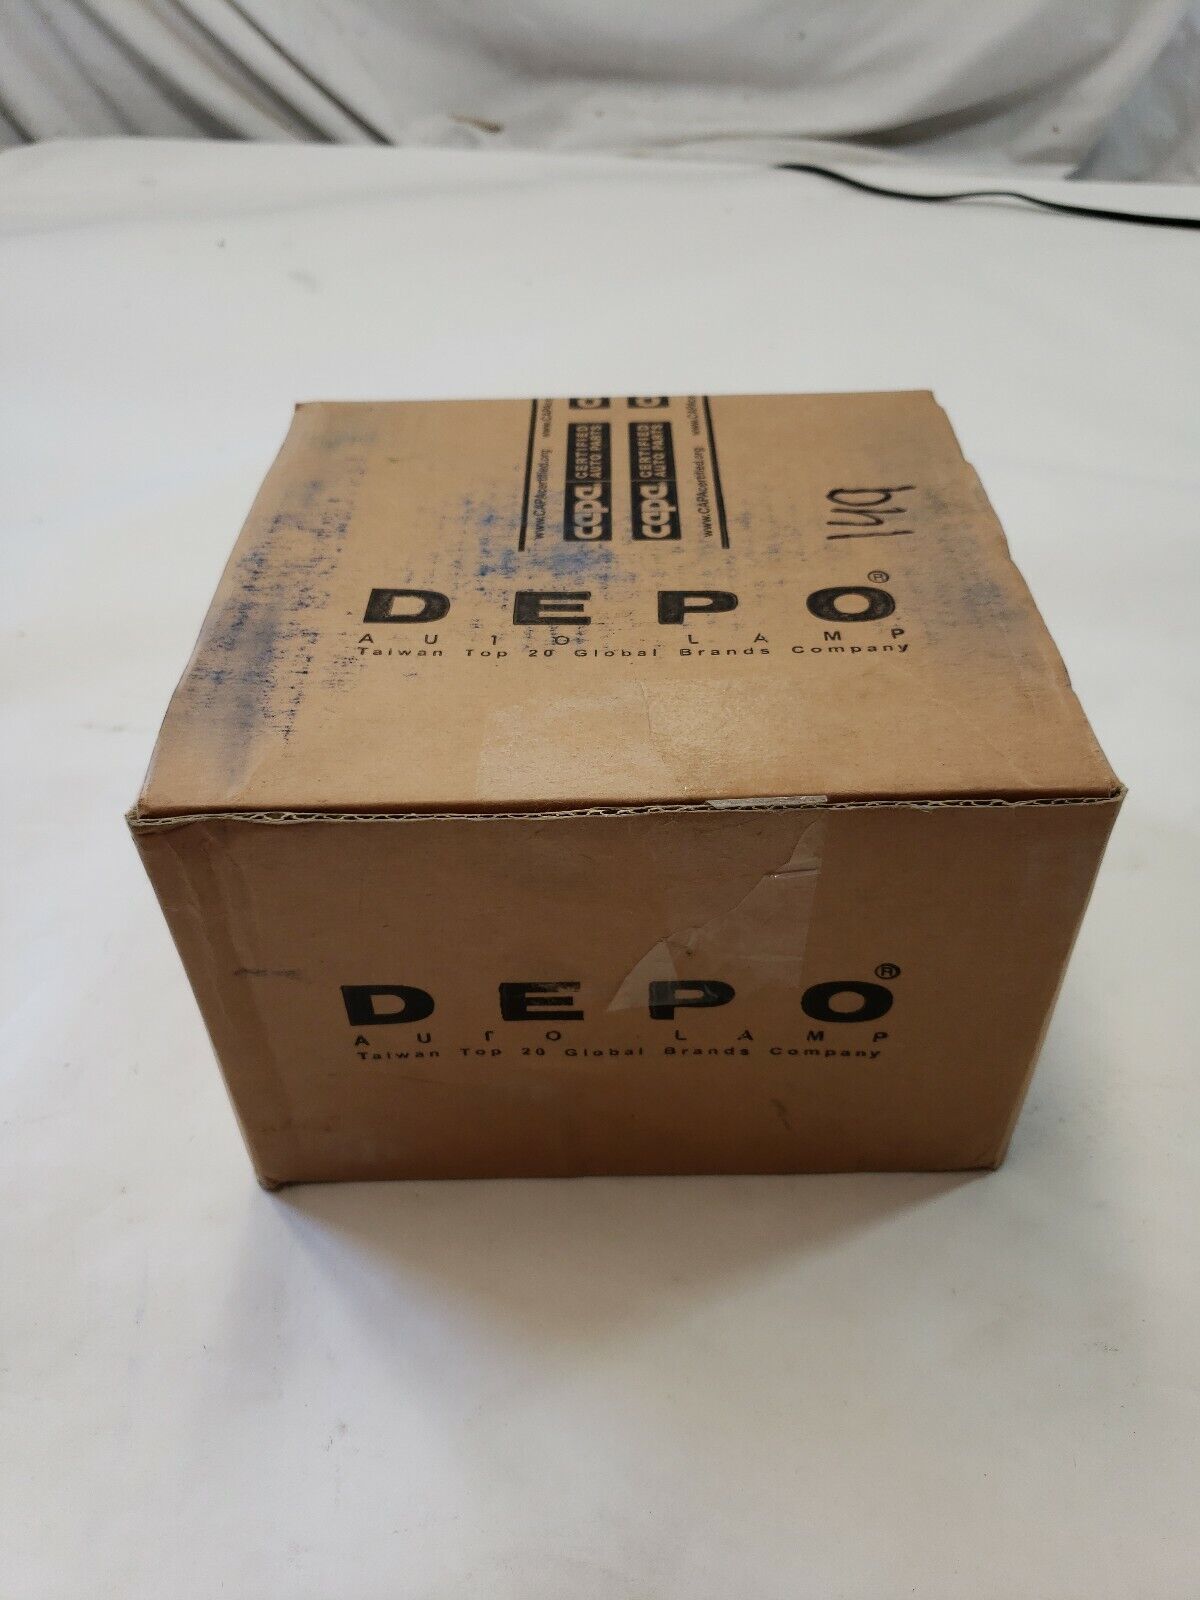 www.CAPAcertified.org
capa CERTIFIED AUTO PARTS
capa CERTIFIED AUTO PARTS
www.CAPAcertified.org
149
DEPO®
AUTO LAMP
Taiwan Top 20 Global Brands Company
DEPO®
AUTO LAMP
Taiwan Top 20 Global Brands Company